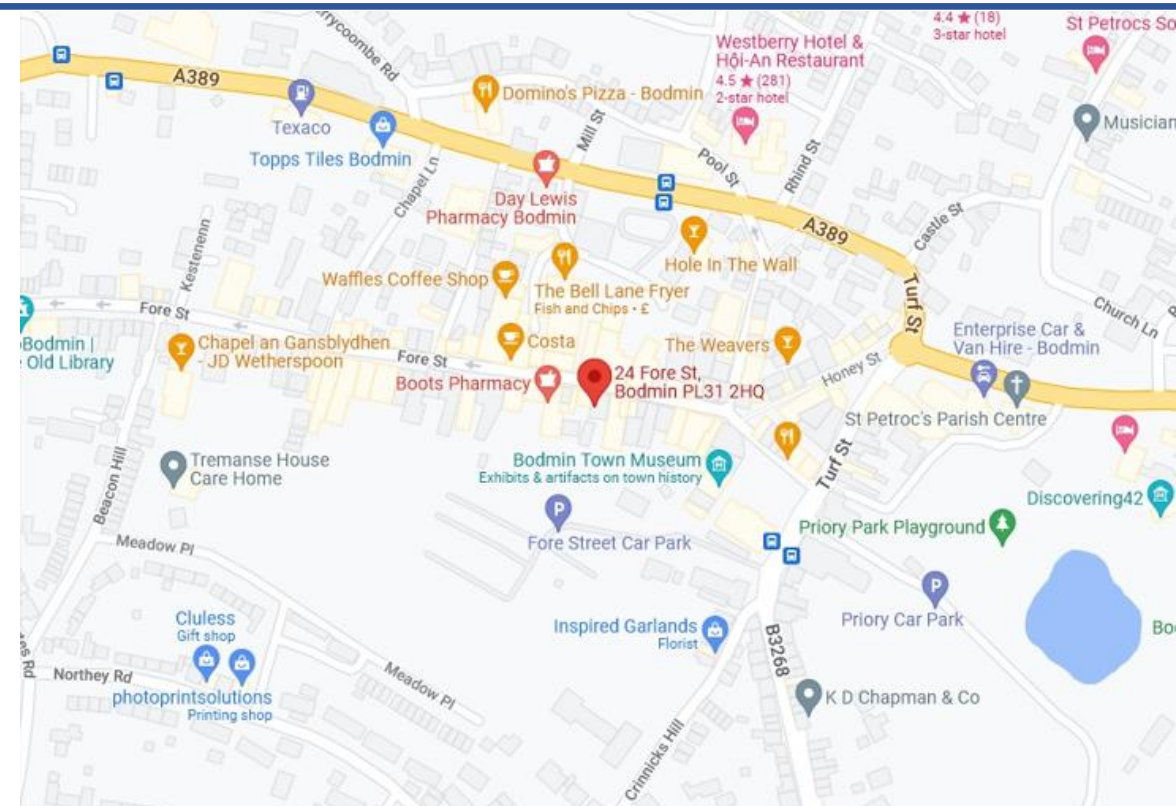 4.4 ★ (18)
3-star hotel
St Petrocs So
rrycoombe Rd
Westberry Hotel &
Hội-An Restaurant
4.5 ★ (281)
2-star hotel
A389
Domino's Pizza - Bodmin
Texaco
Musician
Topps Tiles Bodmin
Mill St
Pool St
Rhind St
Chapel Ln
Day Lewis
Pharmacy Bodmin
A389
Castle St
Kestenenn
Hole In The Wall
Waffles Coffee Shop
The Bell Lane Fryer
Fish and Chips • £
Turf St
Church Ln
Fore St
Bodmin |
Old Library
Chapel an Gansblydhen
- JD Wetherspoon
Fore St
Costa
The Weavers
Enterprise Car &
Van Hire - Bodmin
Honey St
Boots Pharmacy
24 Fore St,
Bodmin PL31 2HQ
St Petroc's Parish Centre
Beacon Hill
Tremanse House
Care Home
Bodmin Town Museum
Exhibits & artifacts on town history
Turf St
Discovering42
P
Fore Street Car Park
Priory Park Playground
Meadow Pl
P
Priory Car Park
Cluless
Gift shop
Inspired Garlands
Florist
B3268
Bo
Northey Rd
Meadow Pl
photoprintsolutions
Printing shop
K D Chapman & Co
Crinnicks Hill